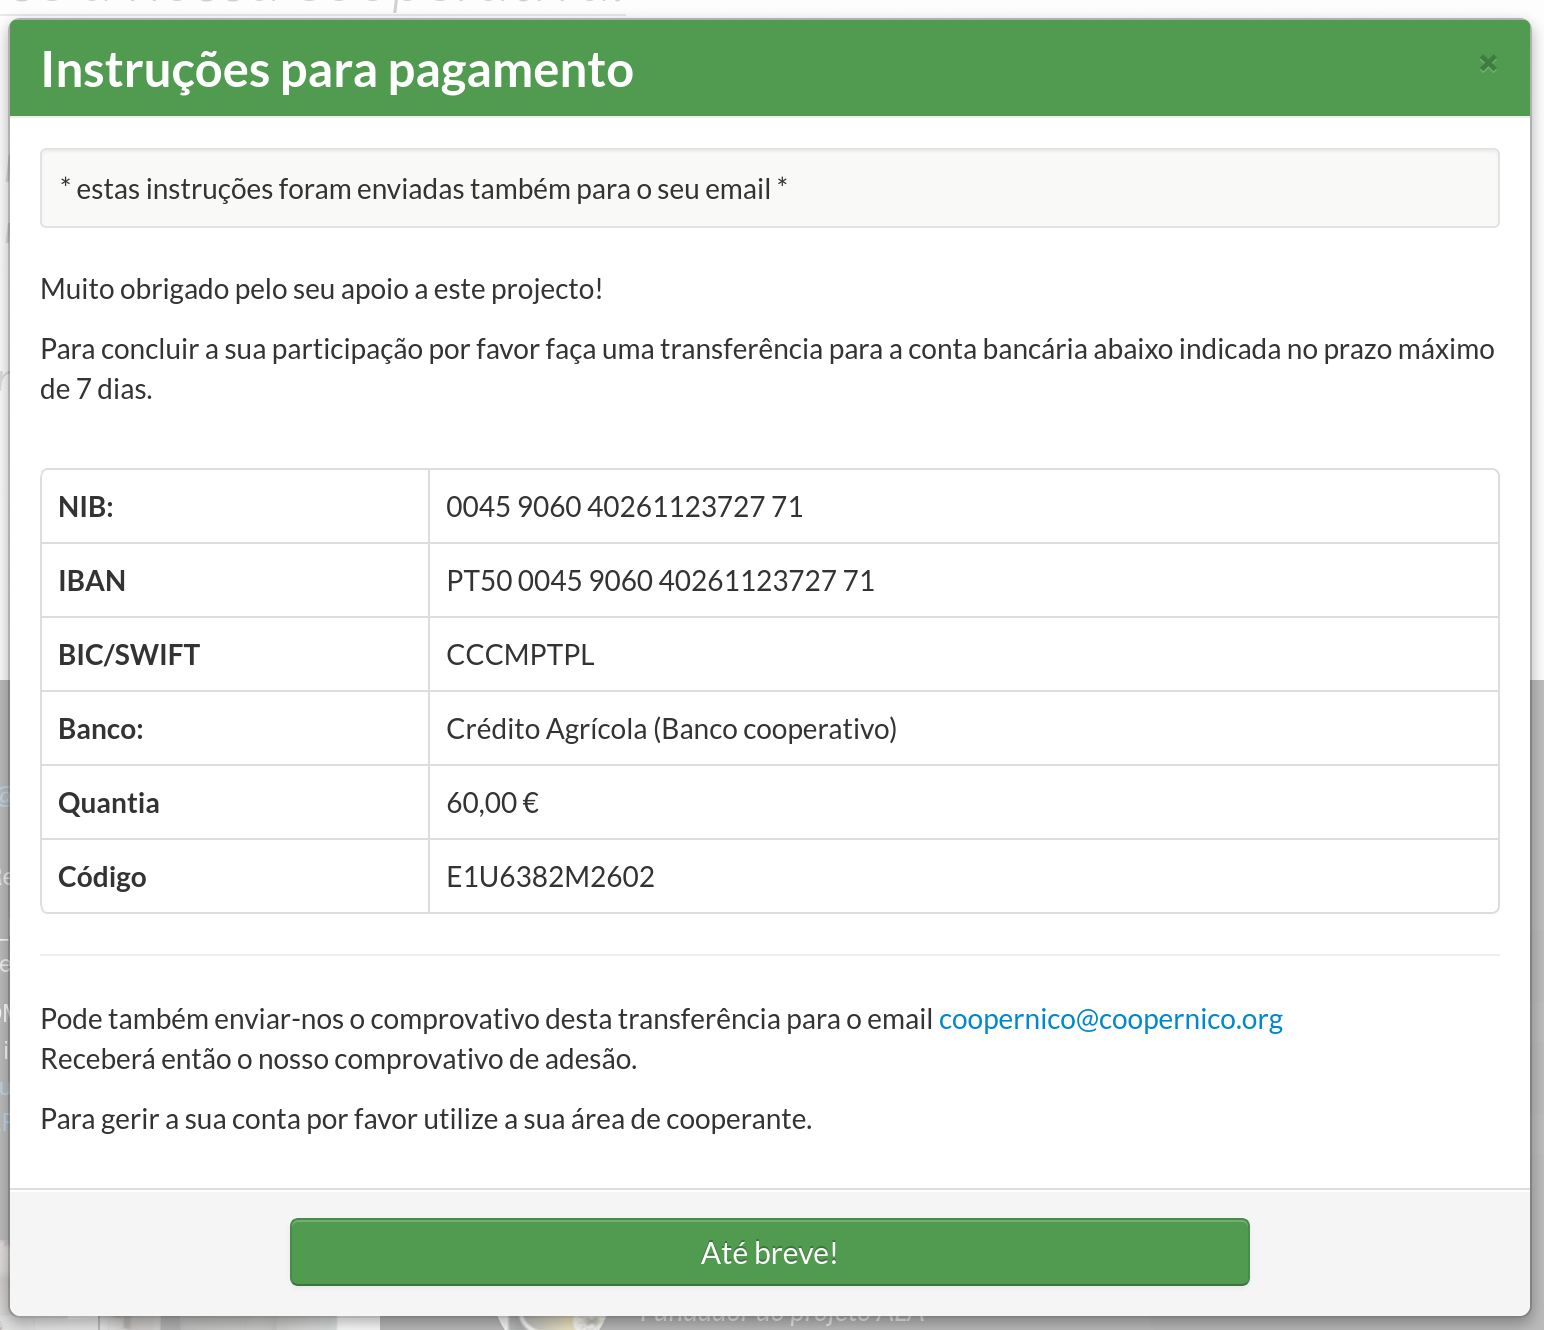 Instruções para pagamento
* estas instruções foram enviadas também para o seu email *
Muito obrigado pelo seu apoio a este projecto!
Para concluir a sua participação por favor faça uma transferência para a conta bancária abaixo indicada no prazo máximo
de 7 dias.
NIB: 0045 9060 40261123727 71
IBAN PT50 0045 9060 40261123727 71
BIC/SWIFT CCCMPTPL
Banco: Crédito Agrícola (Banco cooperativo)
Quantia 60,00 €
Código E1U6382M2602
Pode também enviar-nos o comprovativo desta transferência para o email coopernico@coopernico.org
Receberá então o nosso comprovativo de adesão.
Para gerir a sua conta por favor utilize a sua área de cooperante.
Até breve!